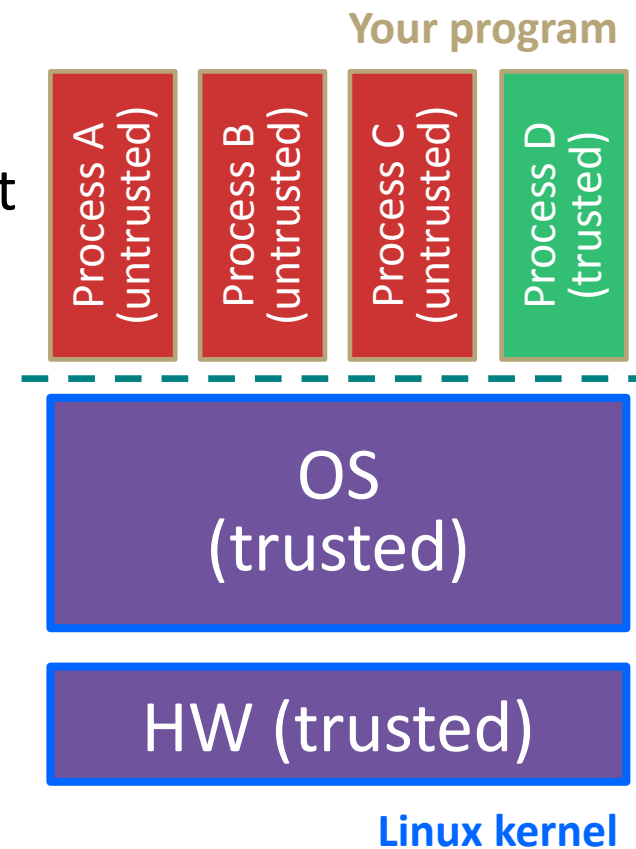 Your program
t
Process A
(untrusted)
Process B
(untrusted)
Process C
(untrusted)
Process D
(trusted)
OS
(trusted)
HW (trusted)
Linux kernel